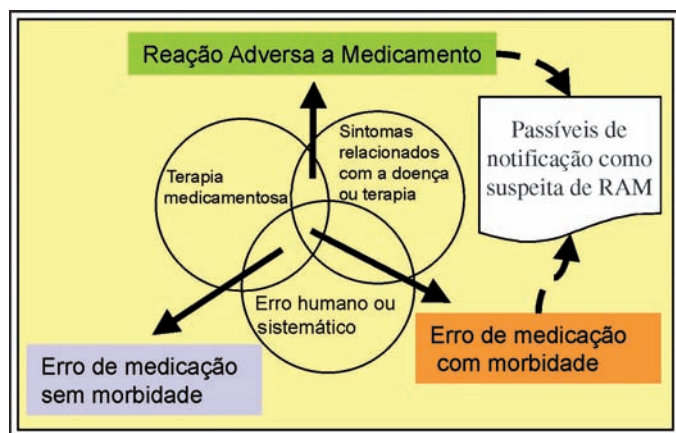 Reação Adversa a Medicamento
Sintomas
relacionados
com a doença
ou terapia
Terapia
medicamentosa
Passíveis de
notificação como
suspeita de RAM
Erro humano ou
sistemático
Erro de medicação
sem morbidade
Erro de medicação
com morbidade